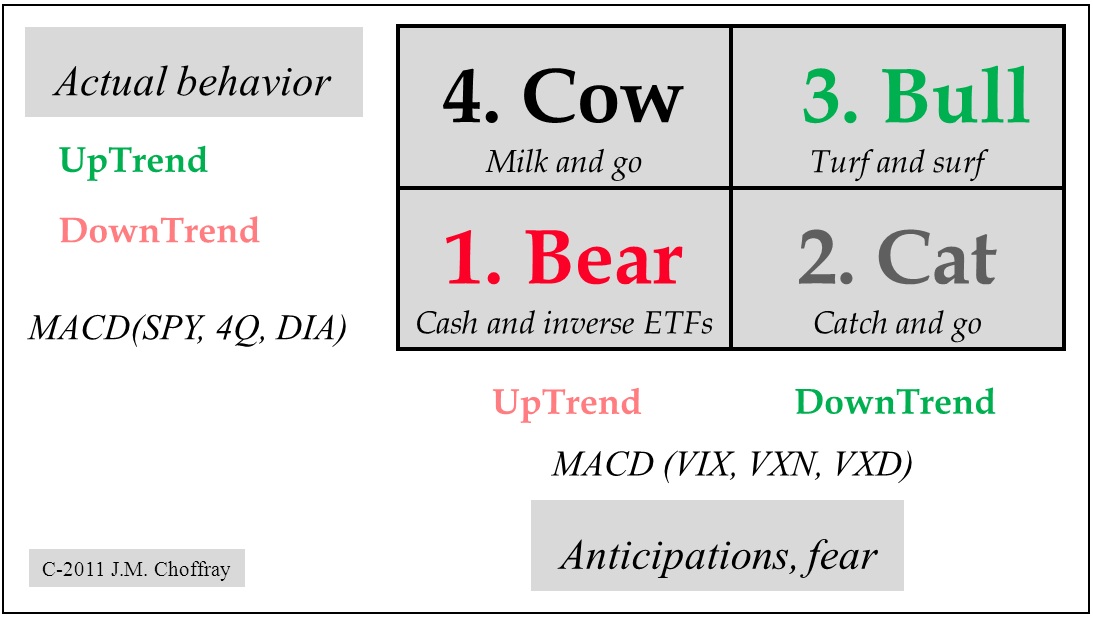 Actual behavior
UpTrend
DownTrend
MACD(SPY, 4Q, DIA)
4. Cow
Milk and go
3. Bull
Turf and surf
1. Bear
Cash and inverse ETFs
2. Cat
Catch and go
UpTrend
DownTrend
MACD (VIX, VXN, VXD)
Anticipations, fear
C-2011 J.M. Choffray